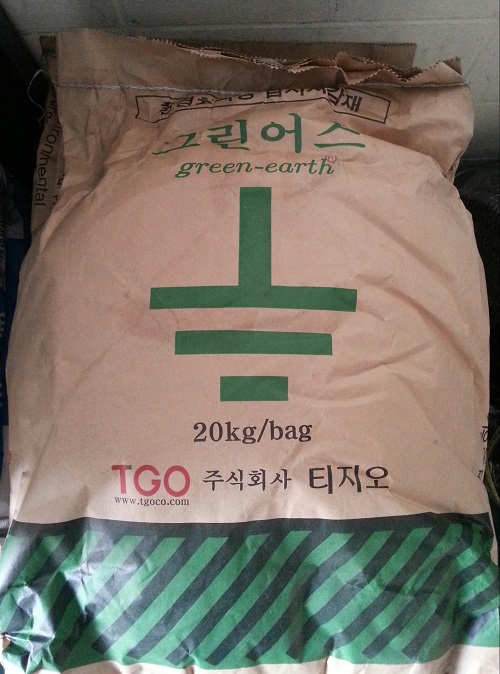 그린어스
green-earth
20kg/bag
TGO 주식회사 티지오
www.tgoco.com
environmental